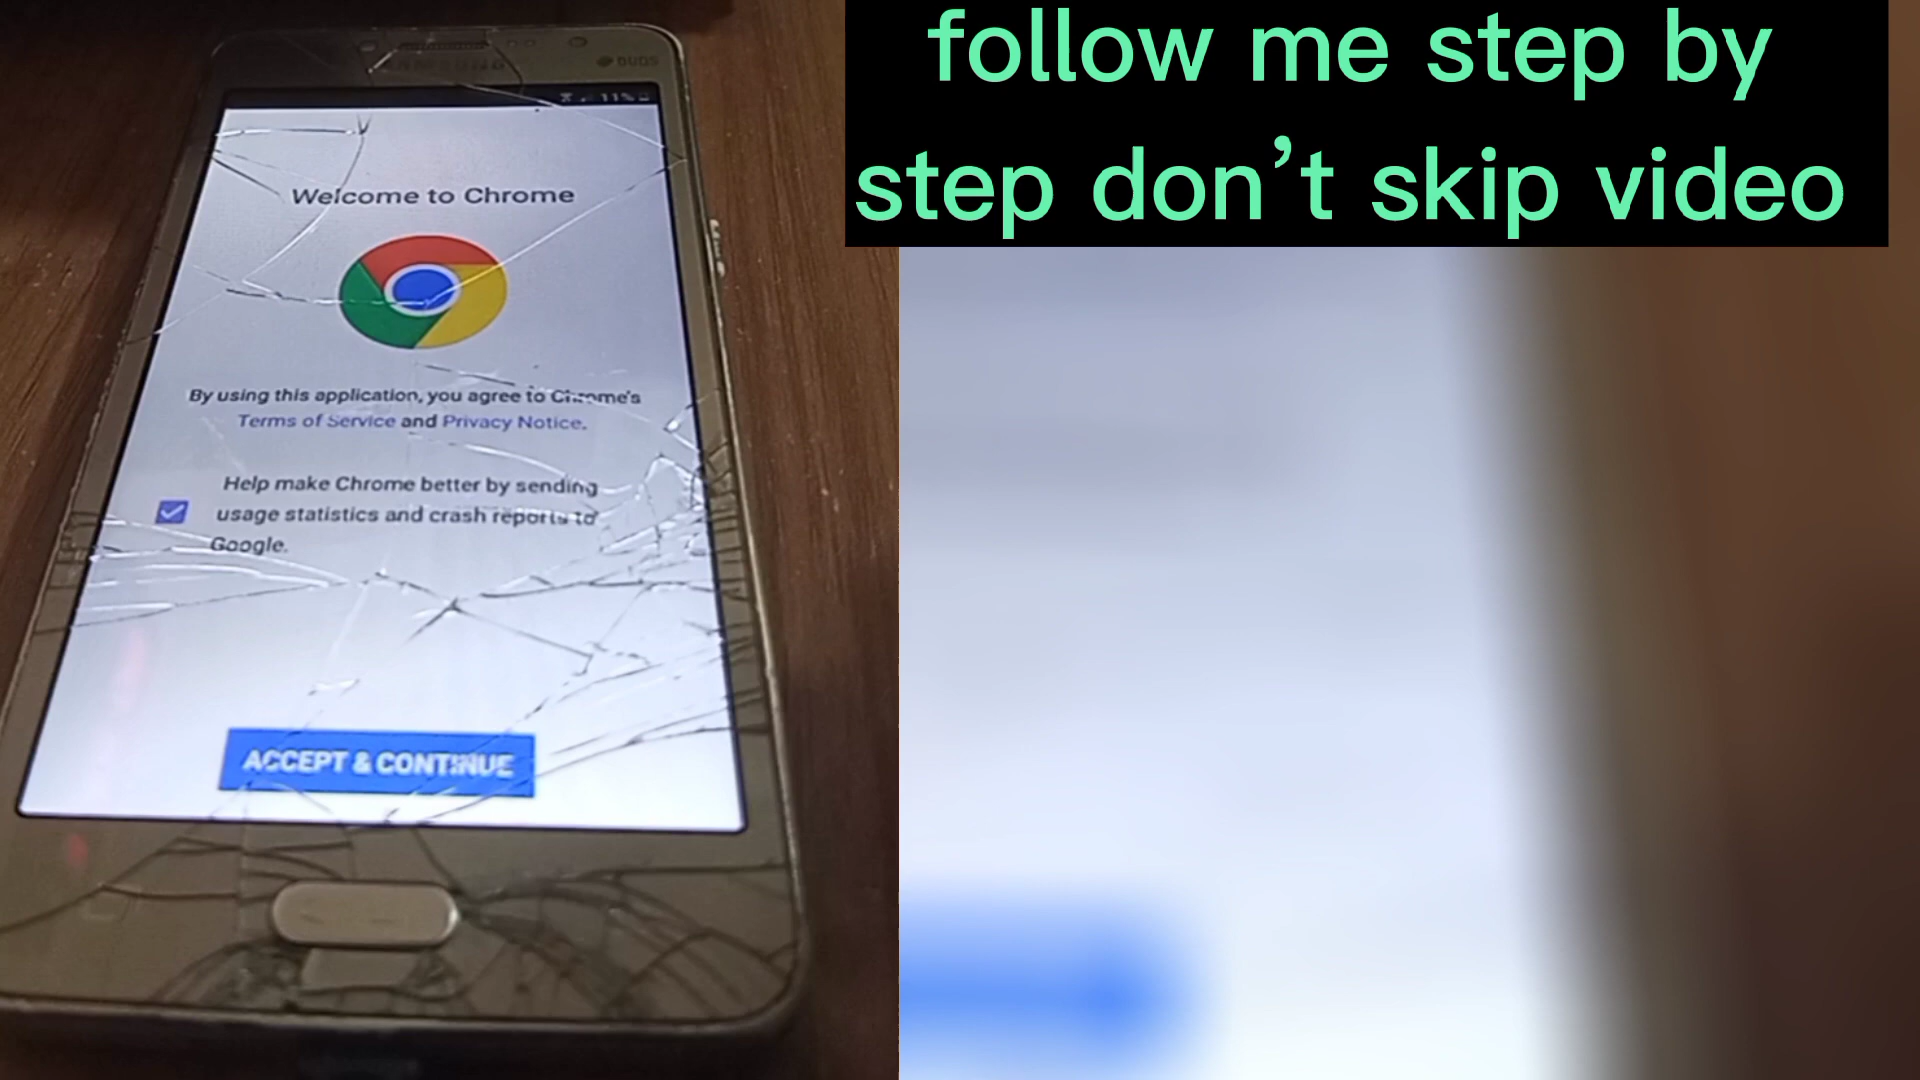 follow me step by
step don't skip video
DUOS
11%
Welcome to Chrome
By using this application, you agree to Chrome's
Terms of Service and Privacy Notice.
Help make Chrome better by sending
usage statistics and crash reports to
Google.
ACCEPT & CONTINUE